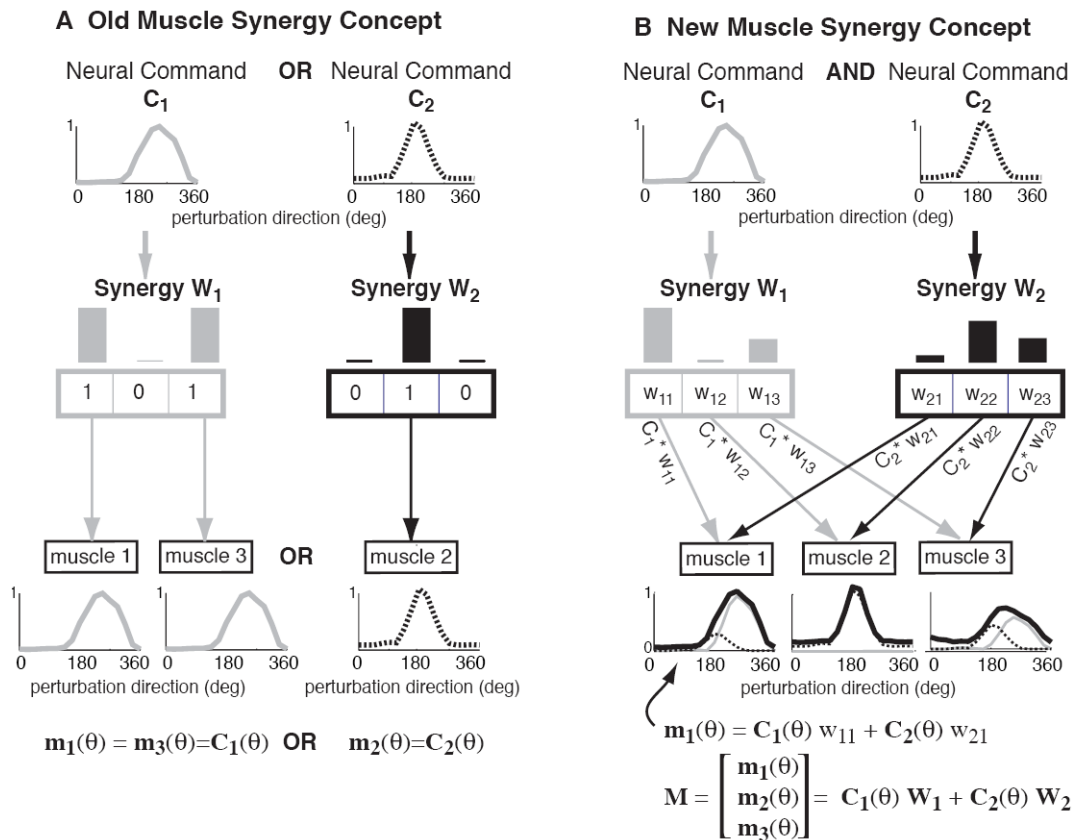 A Old Muscle Synergy Concept
Neural Command OR Neural Command
C1 C2
1
0 180 360
1
0 180 360
perturbation direction (deg)
Synergy W1
Synergy W2
1 0 1
0 1 0
muscle 1 muscle 3 OR muscle 2
1
0 180 360
1
0 180 360
1
0 180 360
perturbation direction (deg)
perturbation direction (deg)
m1(θ) = m3(θ)=C1(θ) OR m2(θ)=C2(θ)
B New Muscle Synergy Concept
Neural Command AND Neural Command
C1 C2
1
0 180 360
1
0 180 360
perturbation direction (deg)
Synergy W1
Synergy W2
w11 w12 w13
w21 w22 w23
C1* w11
C1* w12
C1* w13
C2* w21
C2* w22
C2* w23
muscle 1 muscle 2 muscle 3
1
0
0 180 360 180 360 180 360
perturbation direction (deg)
m1(θ) = C1(θ) w11 + C2(θ) w21
m1(θ)
M = m2(θ) = C1(θ) W1 + C2(θ) W2
m3(θ)